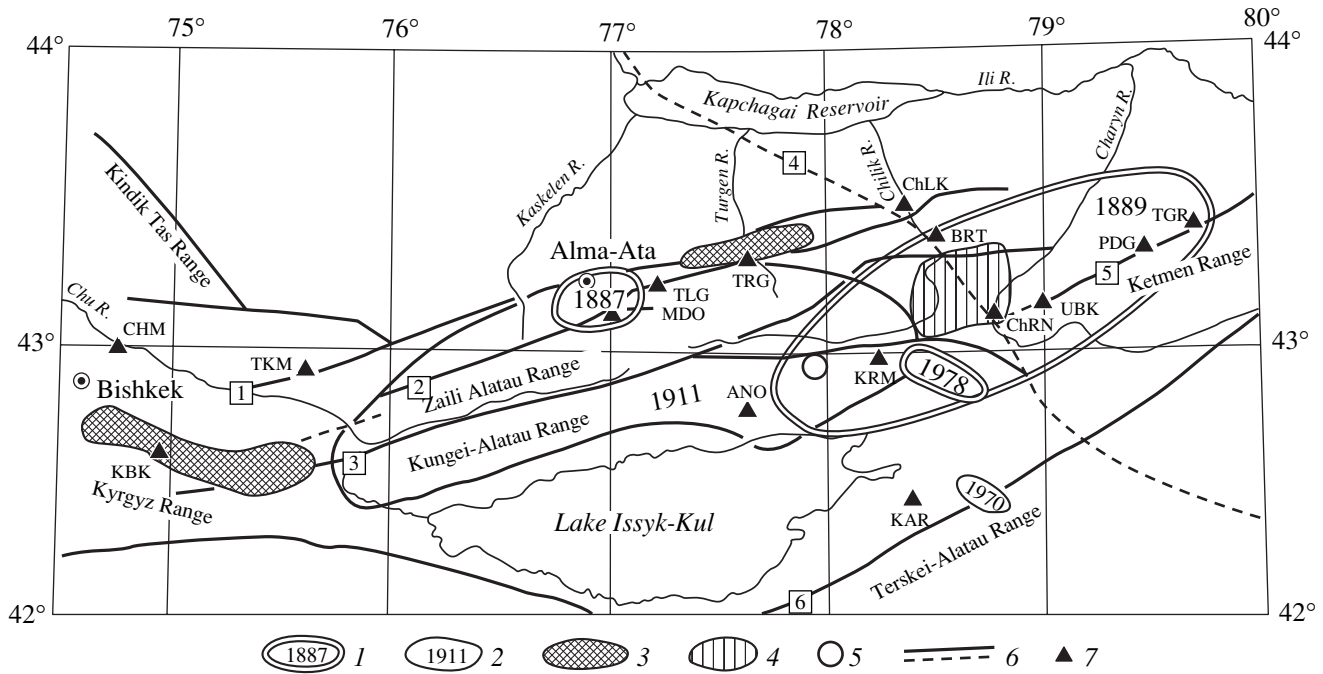 75° 76° 77° 78° 79° 80°
44° 44°
Ili R.
Kapchagai Reservoir
Charyn R.
Kindik Tas Range
Kaskelen R.
Turgen R.
4
Chilik R.
ChLK
1889
TGR
BRT
PDG
Alma-Ata
5
Ketmen Range
TRG
TLG
1887
MDO
UBK
ChRN
Chu R.
CHM
43° 43°
TKM
KRM
1978
Bishkek
1
2
Zaili Alatau Range
1911
ANO
Kungei-Alatau Range
3
KBK
Kyrgyz Range
Lake Issyk-Kul
1970
KAR
Terskei-Alatau Range
6
42° 42°
1887 1 1911 2 3 4 5 6 7